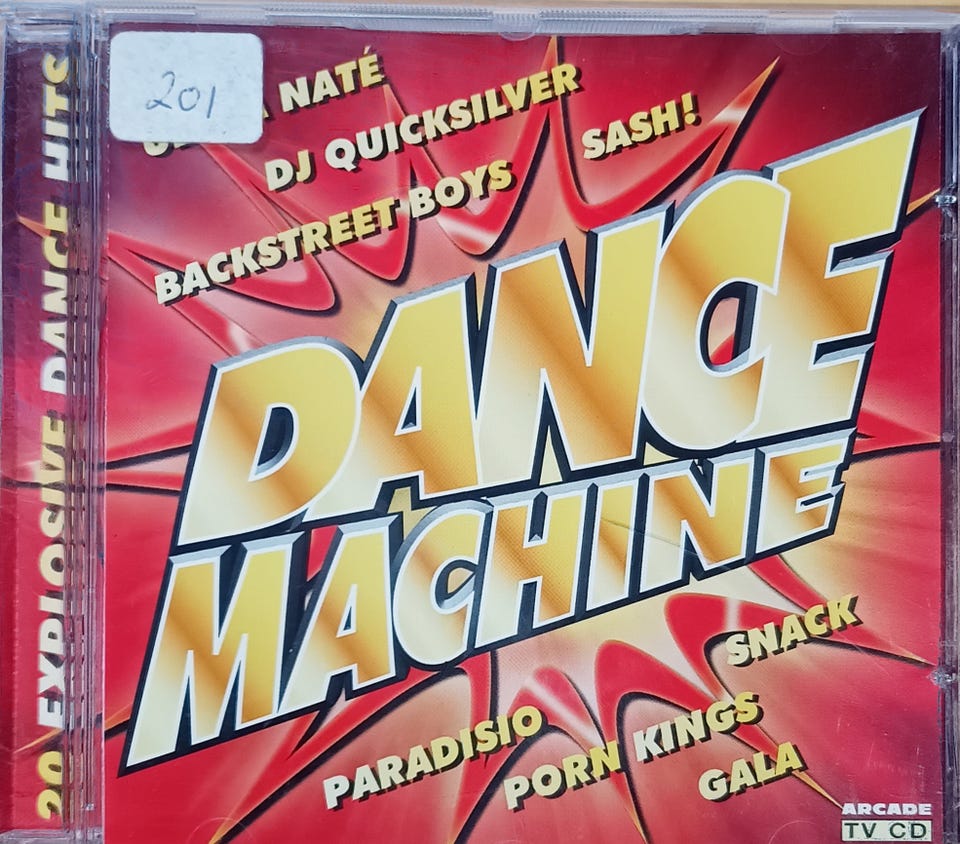 201
NATÉ
DJ QUICKSILVER
SASH!
BACKSTREET BOYS
DANCE
MACHINE
SNACK
PARADISIO
PORN KINGS
GALA
ARCADE
TV CD
20 EXPLOSIVE DANCE HITS